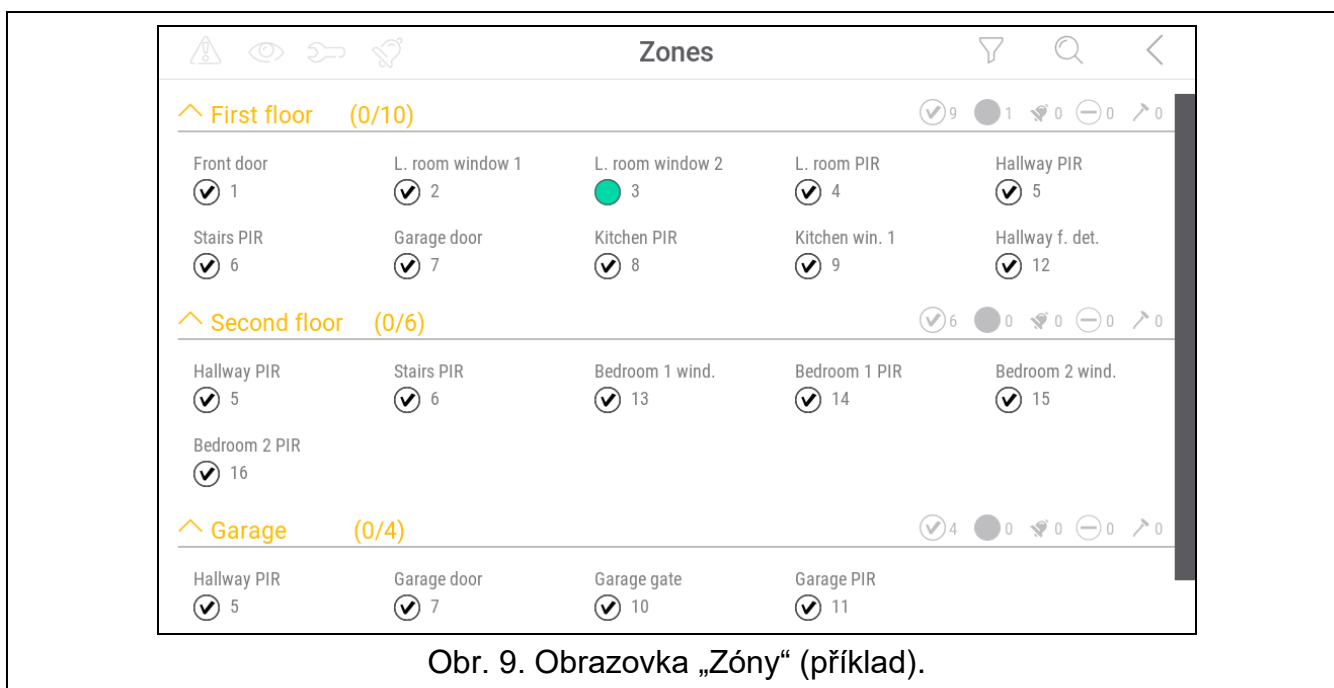 Zones
First floor (0/10) 9 1 0 0 0
Front door L. room window 1 L. room window 2 L. room PIR Hallway PIR
1 2 3 4 5
Stairs PIR Garage door Kitchen PIR Kitchen win. 1 Hallway f. det.
6 7 8 9 12
Second floor (0/6) 6 0 0 0 0
Hallway PIR Stairs PIR Bedroom 1 wind. Bedroom 1 PIR Bedroom 2 wind.
5 6 13 14 15
Bedroom 2 PIR
16
Garage (0/4) 4 0 0 0 0
Hallway PIR Garage door Garage gate Garage PIR
5 7 10 11
Obr. 9. Obrazovka „Zóny“ (příklad).